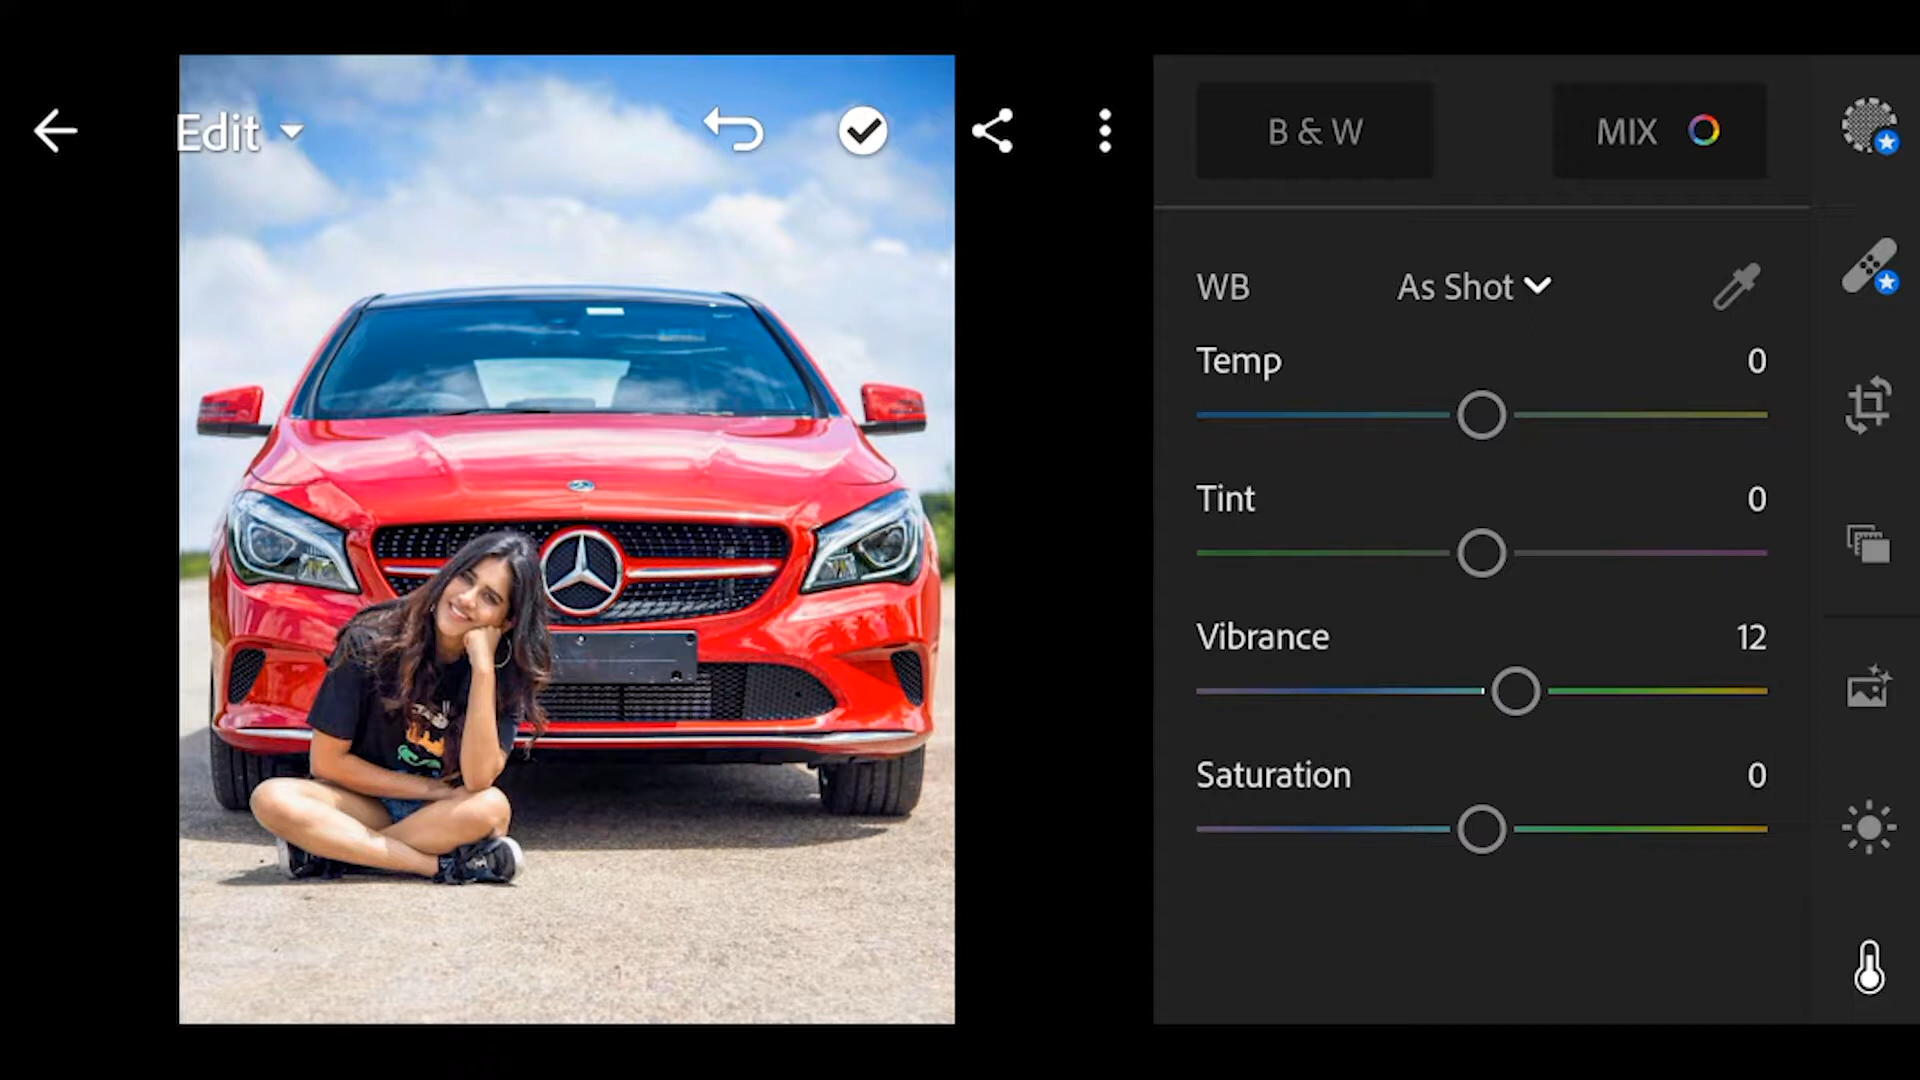 Edit
B & W
MIX
WB
As Shot
Temp
0
Tint
0
Vibrance
12
Saturation
0